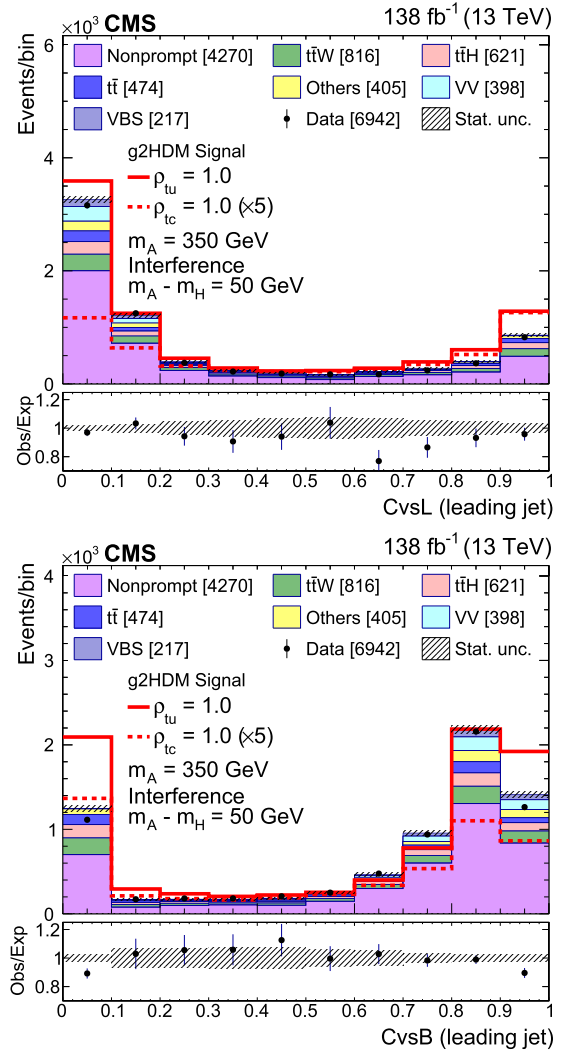 ×10³ CMS 138 fb⁻¹ (13 TeV)
Events/bin
6
4
2
0
Nonprompt [4270] tt̄W [816] tt̄H [621]
tt̄ [474] Others [405] VV [398]
VBS [217] Data [6942] Stat. unc.
g2HDM Signal
ρtu = 1.0
ρtc = 1.0 (×5)
mA = 350 GeV
Interference
mA - mH = 50 GeV
Obs/Exp
1.2
1
0.8
0 0.1 0.2 0.3 0.4 0.5 0.6 0.7 0.8 0.9 1
CvsL (leading jet)
×10³ CMS 138 fb⁻¹ (13 TeV)
Events/bin
4
3
2
1
0
Nonprompt [4270] tt̄W [816] tt̄H [621]
tt̄ [474] Others [405] VV [398]
VBS [217] Data [6942] Stat. unc.
g2HDM Signal
ρtu = 1.0
ρtc = 1.0 (×5)
mA = 350 GeV
Interference
mA - mH = 50 GeV
Obs/Exp
1.2
1
0.8
0 0.1 0.2 0.3 0.4 0.5 0.6 0.7 0.8 0.9 1
CvsB (leading jet)